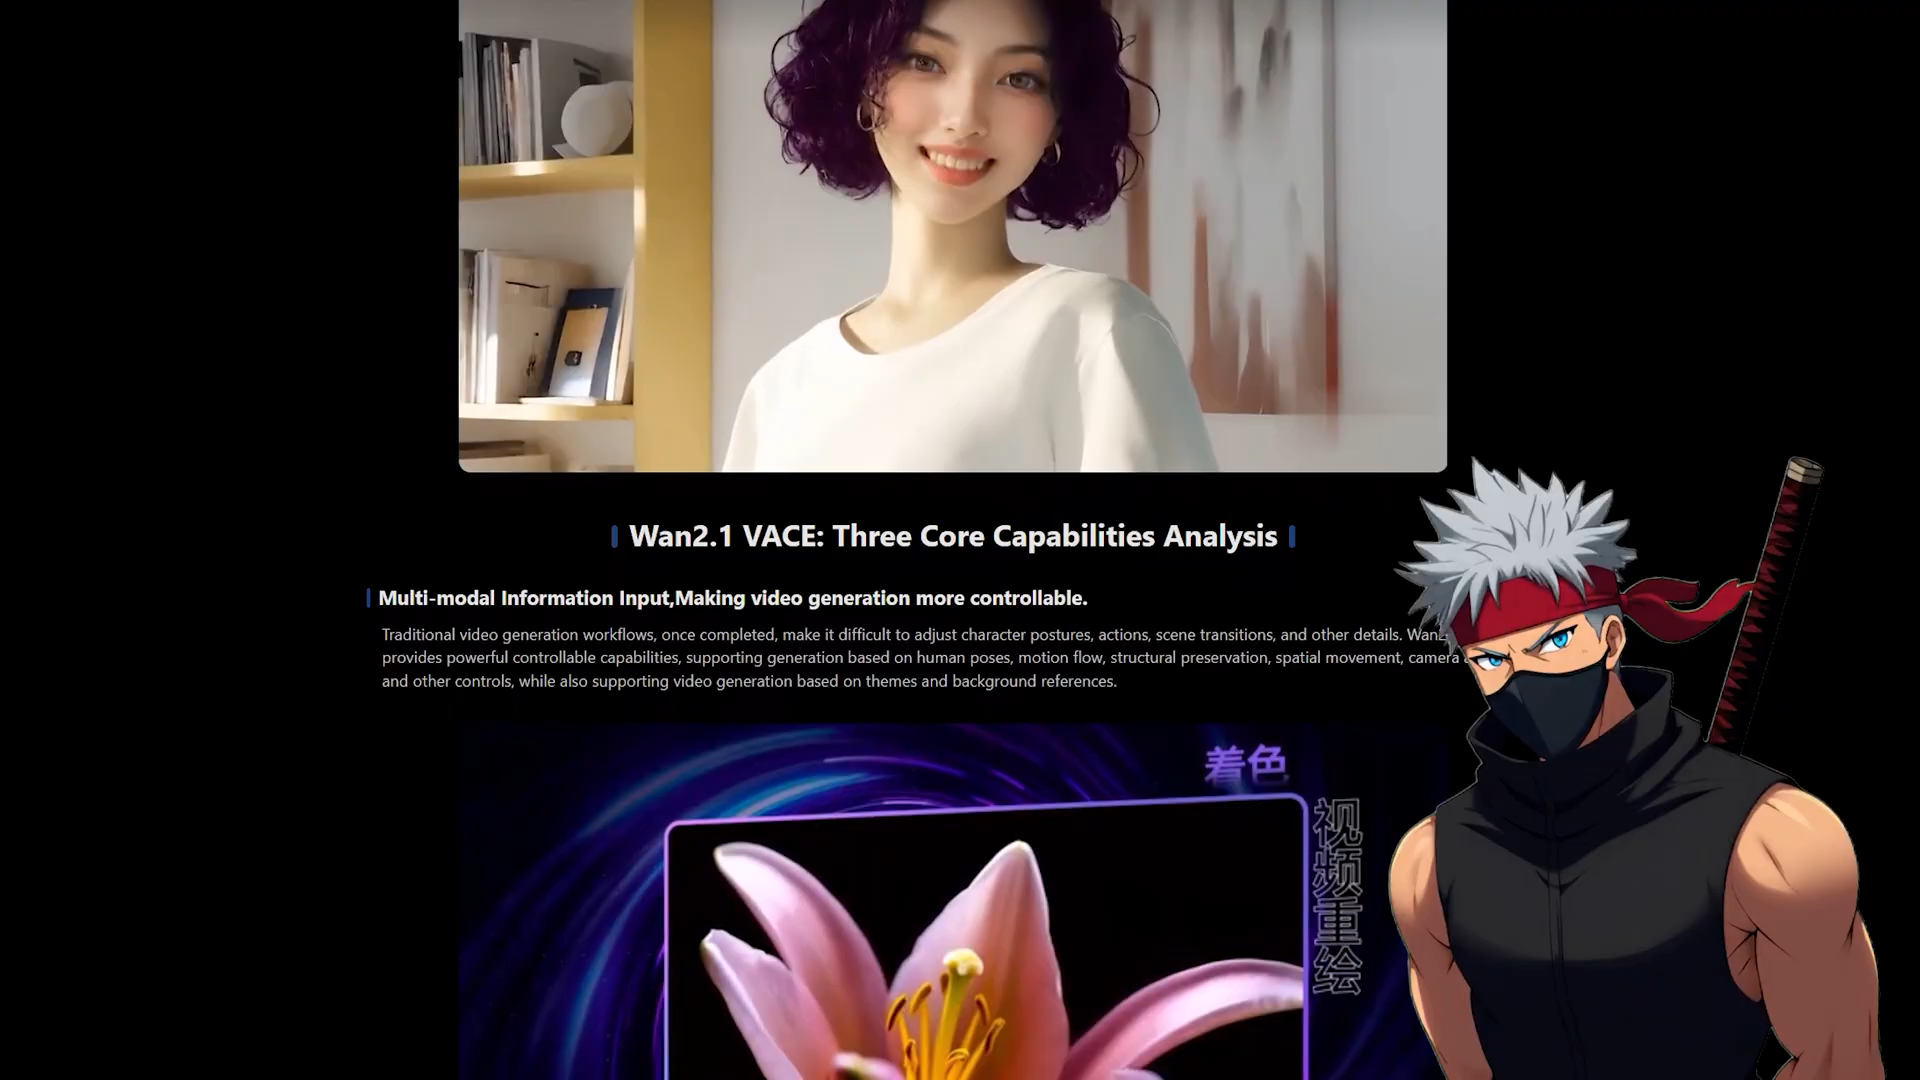 Wan2.1 VACE: Three Core Capabilities Analysis
Multi-modal Information Input,Making video generation more controllable.
Traditional video generation workflows, once completed, make it difficult to adjust character postures, actions, scene transitions, and other details.
provides powerful controllable capabilities, supporting generation based on human poses, motion flow, structural preservation, spatial movement, camera
and other controls, while also supporting video generation based on themes and background references.
着色
视频重绘